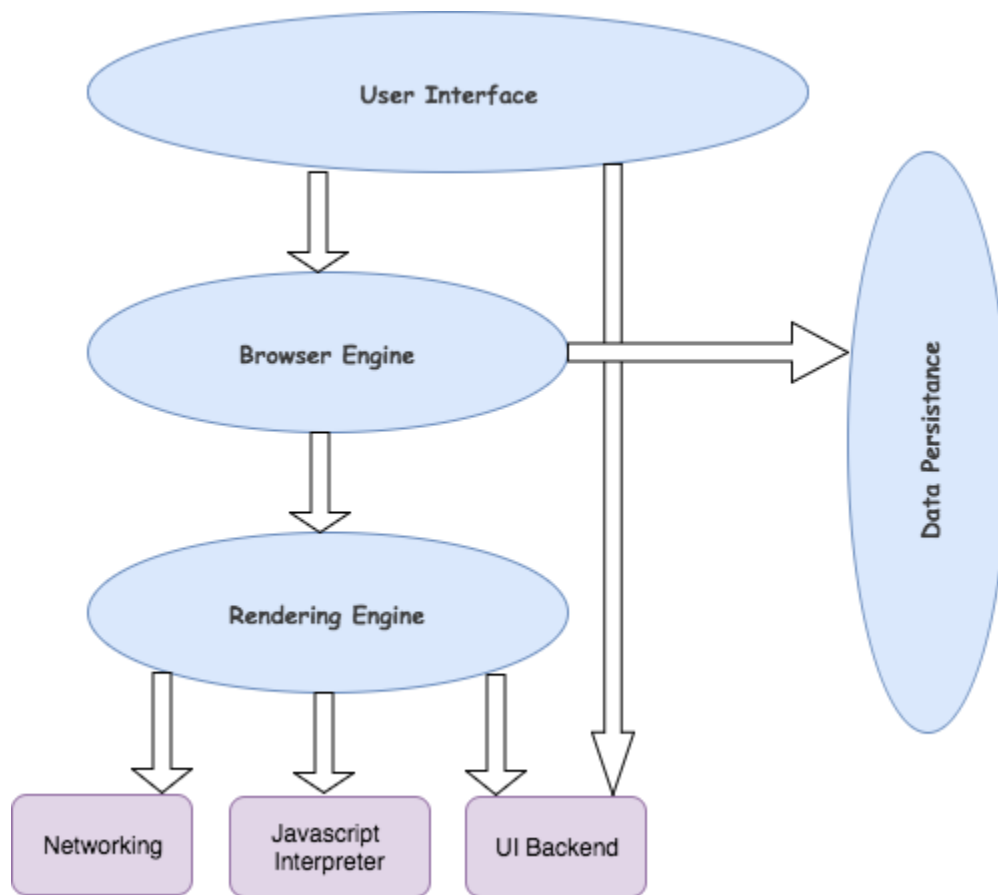 User Interface
Browser Engine
Data Persistance
Rendering Engine
Networking
Javascript
Interpreter
UI Backend